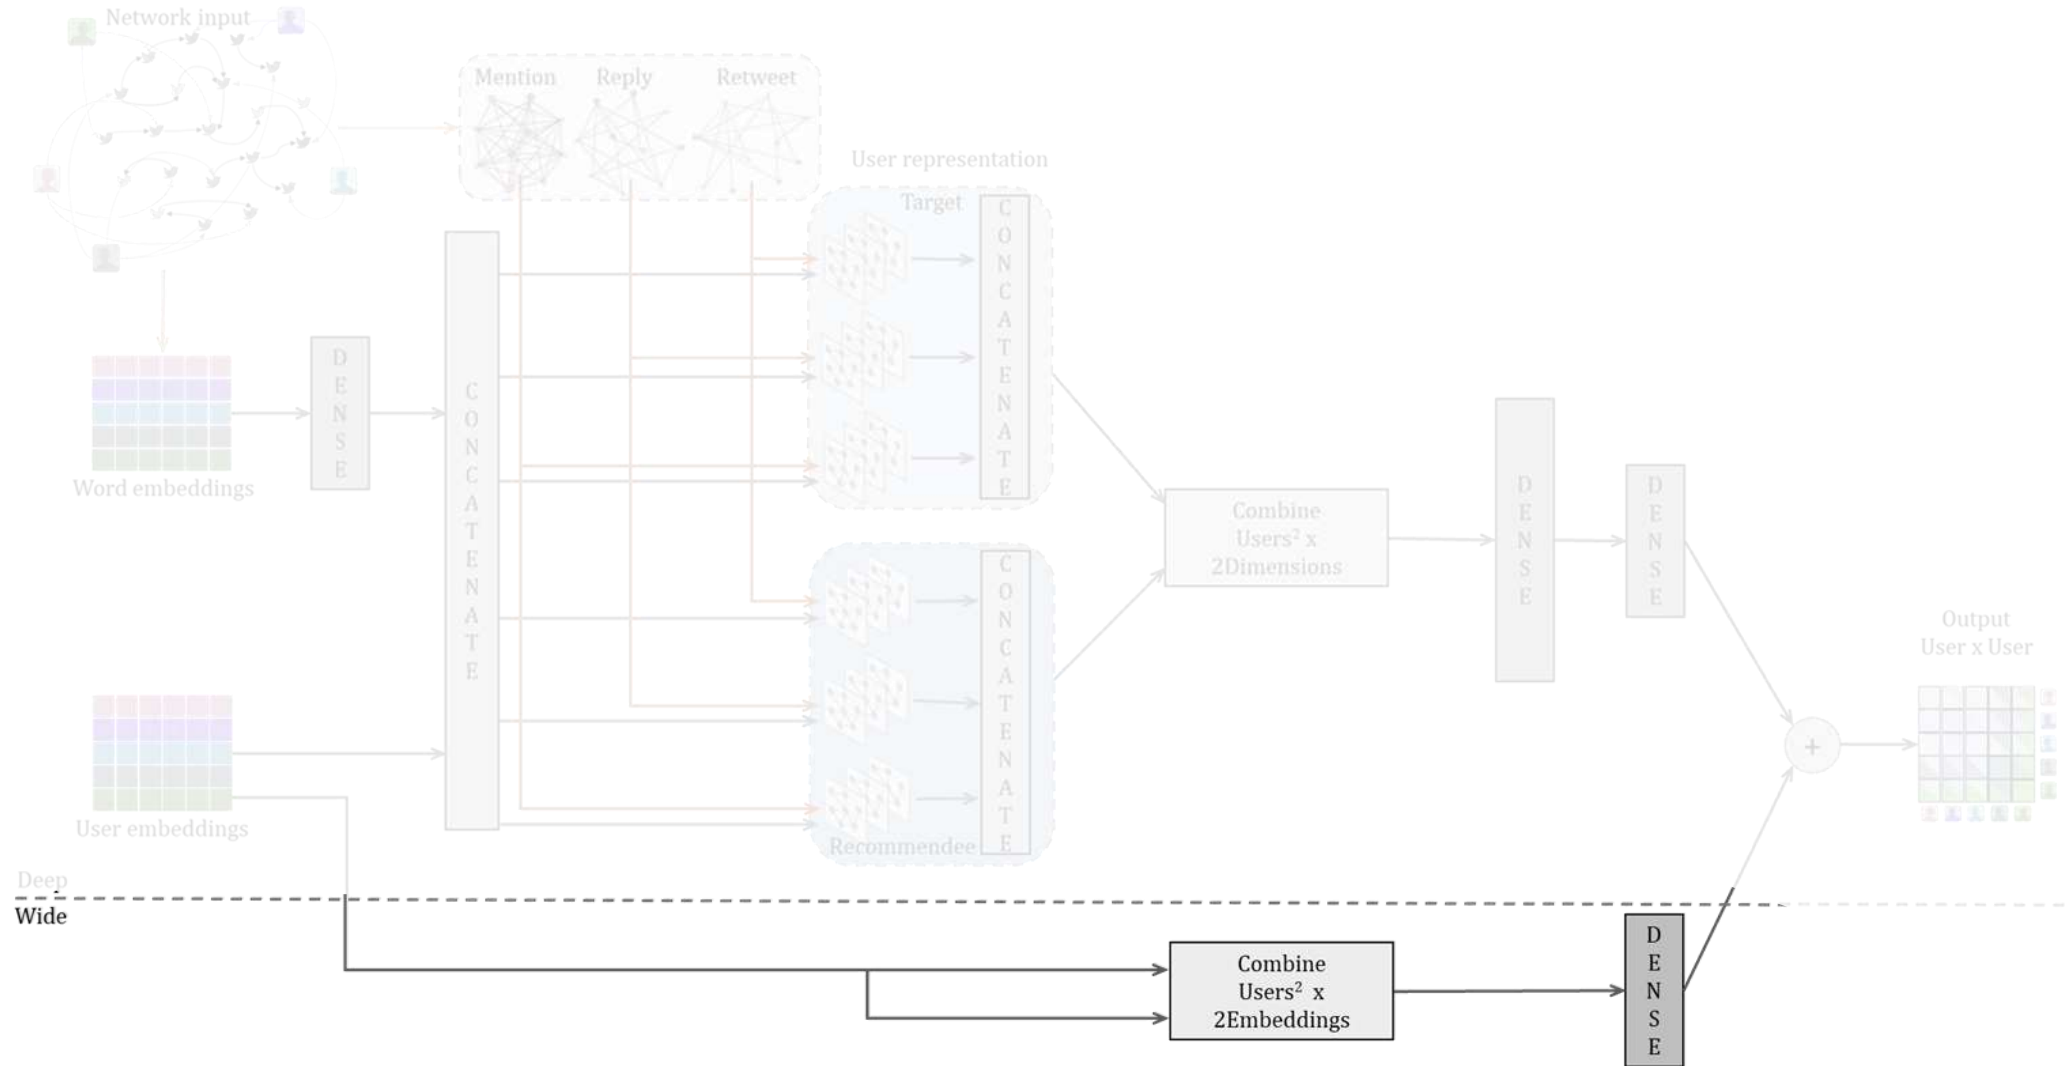 Network input
Mention Reply Retweet
User representation
Target
CONCATENATE
DENSE
CONCATENATE
Word embeddings
Combine
Users² x
2Dimensions
DENSE
DENSE
CONCATENATE
Output
User x User
+
User embeddings
Recommendee
Deep
Wide
Combine
Users² x
2Embeddings
DENSE